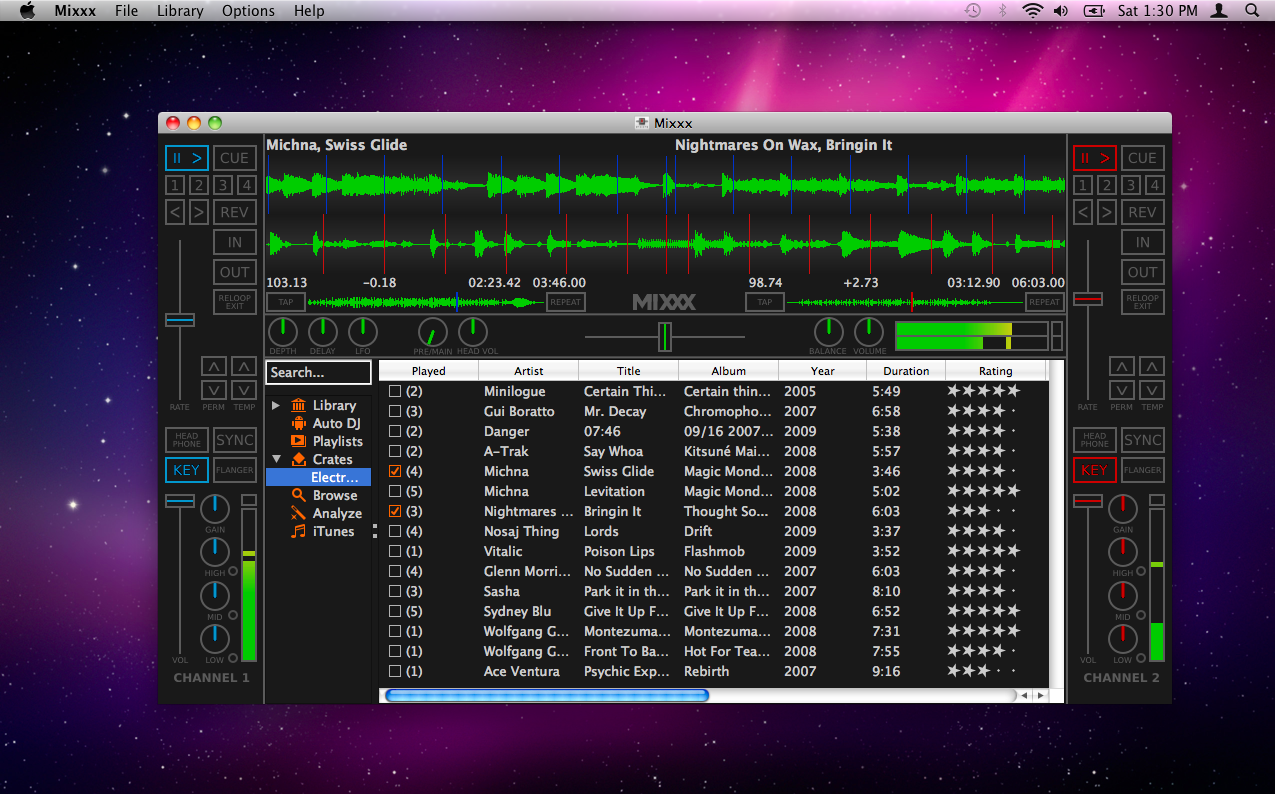 Mixxx File Library Options Help Sat 1:30 PM
Mixxx
Michna, Swiss Glide Nightmares On Wax, Bringin It
II > CUE
1 2 3 4
< > REV
IN
OUT
RELOOP EXIT
RATE PERM TEMP
HEAD PHONE SYNC
KEY FLANGER
GAIN
HIGH
MID
VOL LOW
CHANNEL 1
103.13 −0.18 02:23.42 03:46.00
TAP REPEAT
MIXXX
98.74 +2.73 03:12.90 06:03.00
TAP REPEAT
DEPTH DELAY LFO PRE/MAIN HEAD VOL BALANCE VOLUME
Search...
Library
Auto DJ
Playlists
Crates
Electr...
Browse
Analyze
iTunes
Played Artist Title Album Year Duration Rating
(2) Minilogue Certain Thi... Certain thin... 2005 5:49
(3) Gui Boratto Mr. Decay Chromopho... 2007 6:58
(2) Danger 07:46 09/16 2007... 2009 5:38
(2) A-Trak Say Whoa Kitsuné Mai... 2008 5:57
(4) Michna Swiss Glide Magic Mond... 2008 3:46
(5) Michna Levitation Magic Mond... 2008 5:02
(3) Nightmares ... Bringin It Thought So... 2008 6:03
(4) Nosaj Thing Lords Drift 2009 3:37
(1) Vitalic Poison Lips Flashmob 2009 3:52
(4) Glenn Morri... No Sudden ... No Sudden ... 2007 6:03
(3) Sasha Park it in th... Park it in th... 2007 8:10
(5) Sydney Blu Give It Up F... Give It Up F... 2008 6:52
(1) Wolfgang G... Montezuma... Montezuma... 2008 7:31
(1) Wolfgang G... Front To Ba... Hot For Tea... 2008 7:55
(1) Ace Ventura Psychic Exp... Rebirth 2007 9:16
II > CUE
1 2 3 4
< > REV
IN
OUT
RELOOP EXIT
RATE PERM TEMP
HEAD PHONE SYNC
KEY FLANGER
GAIN
HIGH
MID
VOL LOW
CHANNEL 2